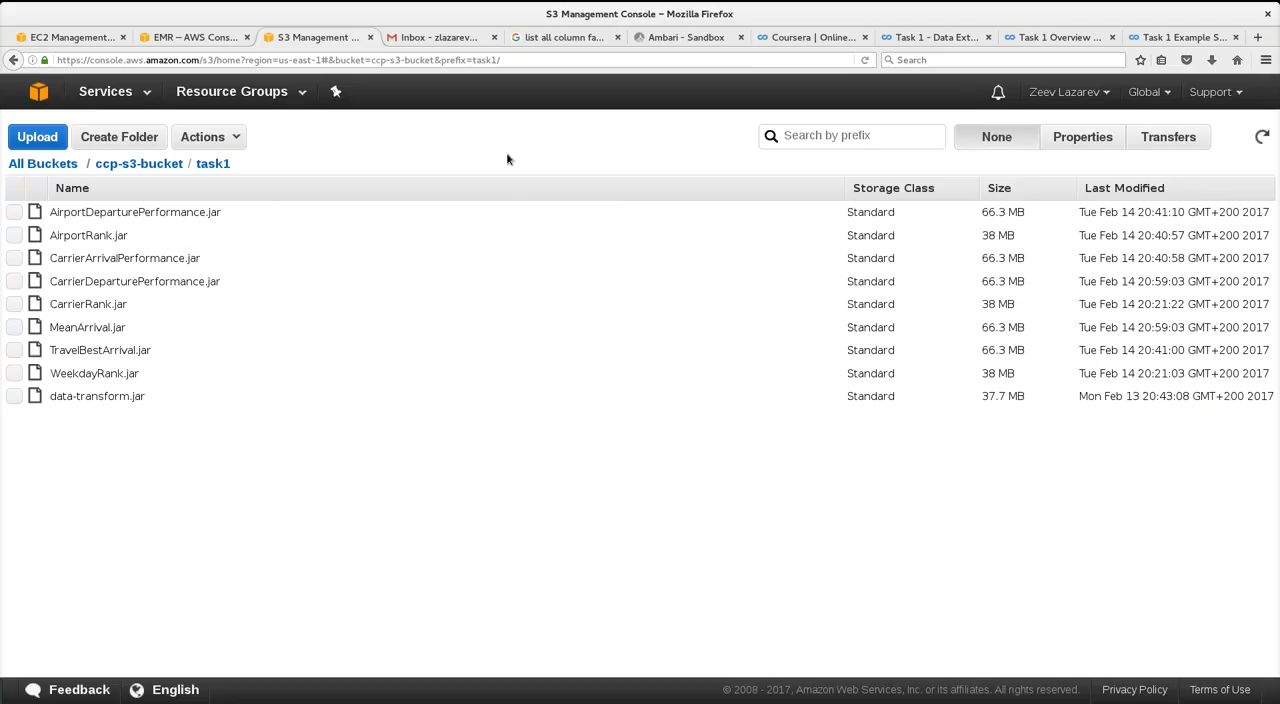 S3 Management Console - Mozilla Firefox
EC2 Management... EMR – AWS Cons... S3 Management ... Inbox - zlazarev... list all column fa... Ambari - Sandbox Coursera | Online... Task 1 - Data Ext... Task 1 Overview ... Task 1 Example S...
https://console.aws.amazon.com/s3/home?region=us-east-1#&bucket=ccp-s3-bucket&prefix=task1/ Search
Services Resource Groups Zeev Lazarev Global Support
Upload Create Folder Actions Search by prefix None Properties Transfers
All Buckets / ccp-s3-bucket / task1
Name Storage Class Size Last Modified
AirportDeparturePerformance.jar Standard 66.3 MB Tue Feb 14 20:41:10 GMT+200 2017
AirportRank.jar Standard 38 MB Tue Feb 14 20:40:57 GMT+200 2017
CarrierArrivalPerformance.jar Standard 66.3 MB Tue Feb 14 20:40:58 GMT+200 2017
CarrierDeparturePerformance.jar Standard 66.3 MB Tue Feb 14 20:59:03 GMT+200 2017
CarrierRank.jar Standard 38 MB Tue Feb 14 20:21:22 GMT+200 2017
MeanArrival.jar Standard 66.3 MB Tue Feb 14 20:59:03 GMT+200 2017
TravelBestArrival.jar Standard 66.3 MB Tue Feb 14 20:41:00 GMT+200 2017
WeekdayRank.jar Standard 38 MB Tue Feb 14 20:21:03 GMT+200 2017
data-transform.jar Standard 37.7 MB Mon Feb 13 20:43:08 GMT+200 2017
Feedback English © 2008 - 2017, Amazon Web Services, Inc. or its affiliates. All rights reserved. Privacy Policy Terms of Use